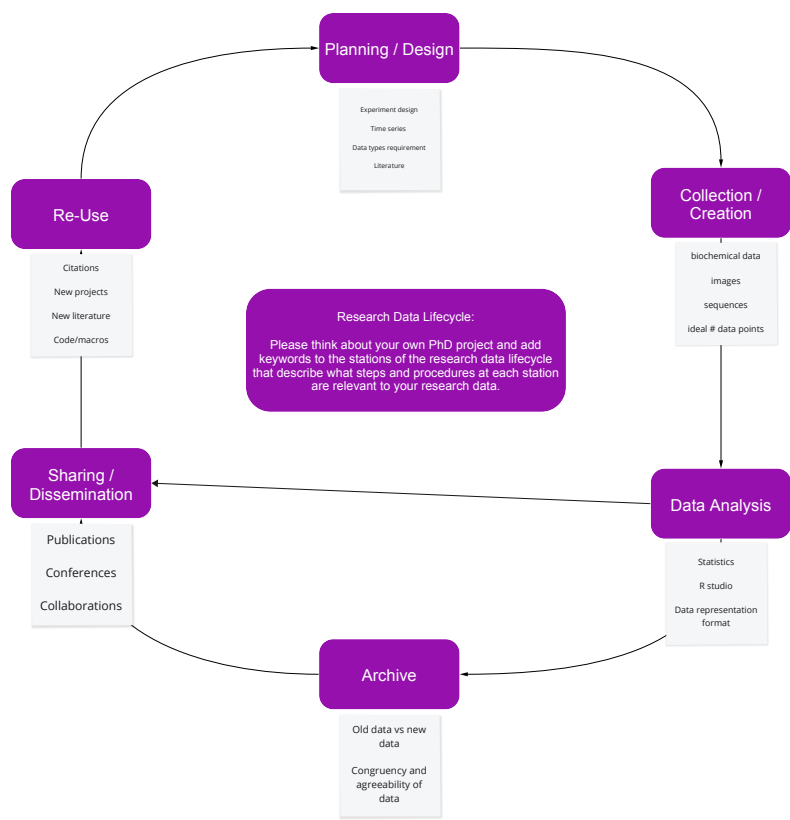 Planning / Design
Experiment design
Time series
Data types requirement
Literature
Collection /
Creation
biochemical data
images
sequences
ideal # data points
Re-Use
Citations
New projects
New literature
Code/macros
Research Data Lifecycle:
Please think about your own PhD project and add
keywords to the stations of the research data lifecycle
that describe what steps and procedures at each station
are relevant to your research data.
Sharing /
Dissemination
Publications
Conferences
Collaborations
Data Analysis
Statistics
R studio
Data representation
format
Archive
Old data vs new
data
Congruency and
agreeability of
data